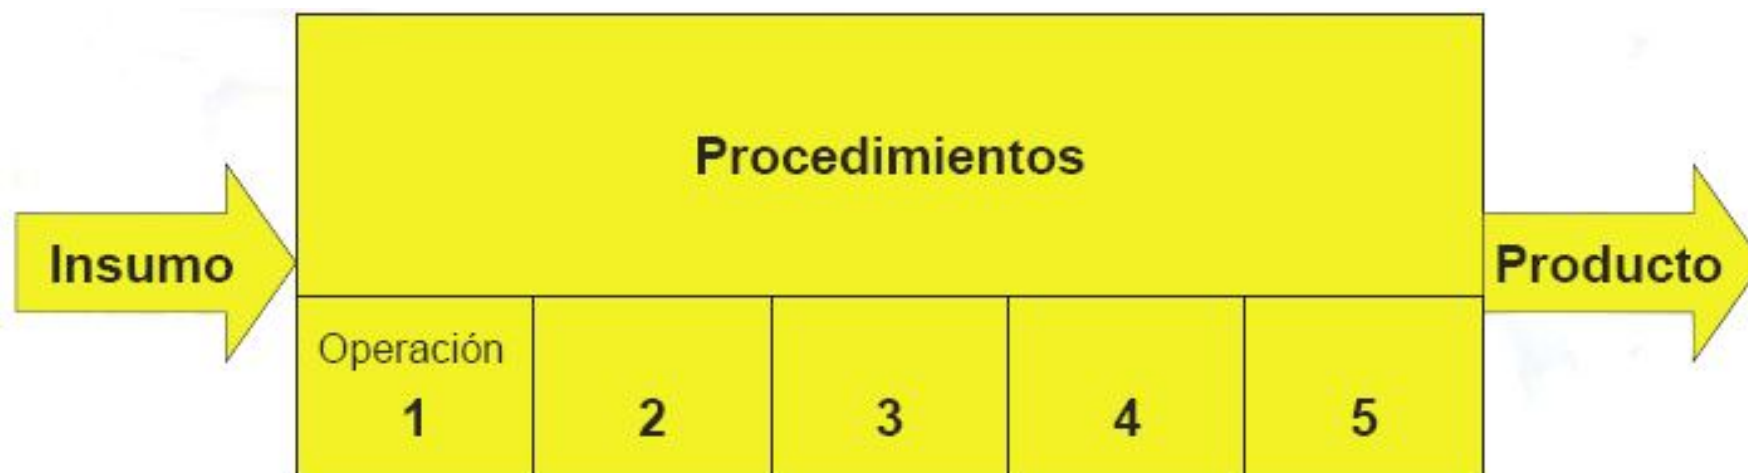 Procedimientos
Insumo
Producto
Operación
1 2 3 4 5